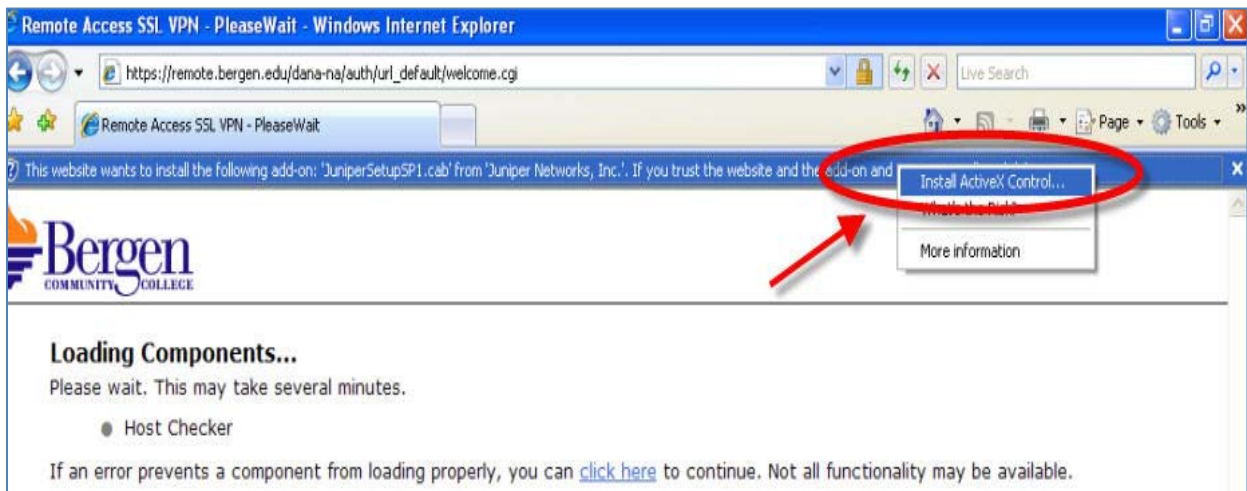 Remote Access SSL VPN - PleaseWait - Windows Internet Explorer
https://remote.bergen.edu/dana-na/auth/url_default/welcome.cgi
Live Search
Remote Access SSL VPN - PleaseWait
Page
Tools
This website wants to install the following add-on: 'JuniperSetupSP1.cab' from 'Juniper Networks, Inc.'. If you trust the website and the add-on and
Install ActiveX Control...
What's the Risk?
More information
Bergen
COMMUNITY COLLEGE
Loading Components...
Please wait. This may take several minutes.
Host Checker
If an error prevents a component from loading properly, you can click here to continue. Not all functionality may be available.